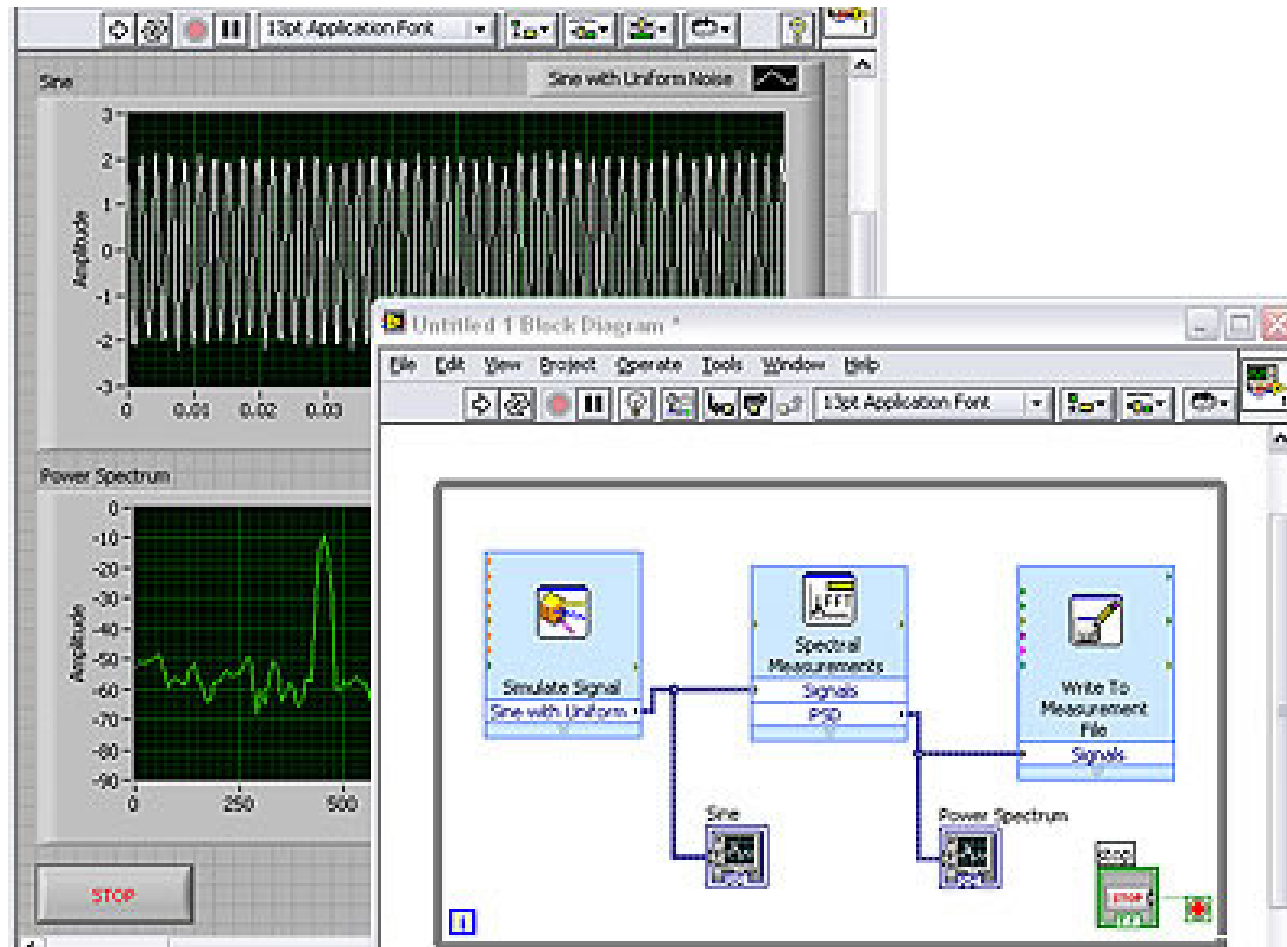 13pt Application Font
Sine
Sine with Uniform Noise
Amplitude
3
2
1
0
-1
-2
-3
0
0.01
0.02
0.03
Power Spectrum
Amplitude
0
-10
-20
-30
-40
-50
-60
-70
-80
-90
0
250
500
STOP
Untitled 1 Block Diagram *
File Edit View Project Operate Tools Window Help
13pt Application Font
Simulate Signal
Sine with Uniform
FFT
Spectral
Measurements
Signals
PSD
Write To
Measurement
File
Signals
Sine
Power Spectrum
stop
STOP
TF
i